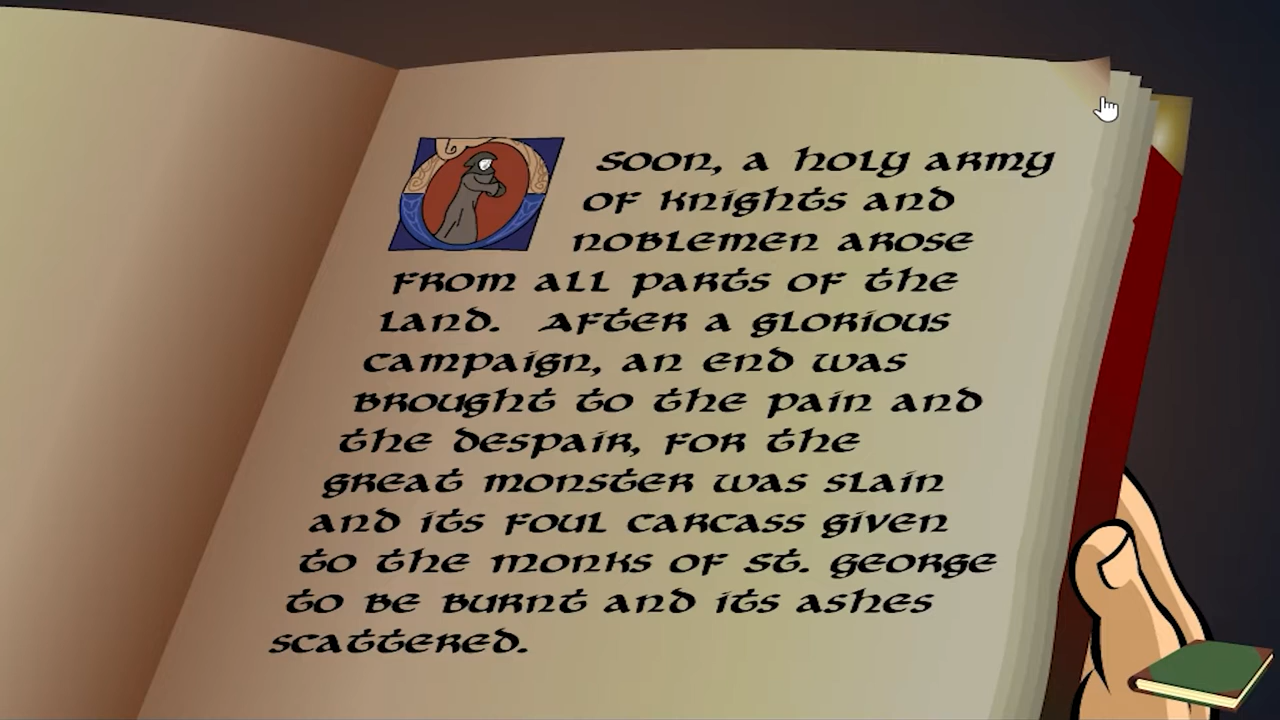 Soon, a holy army
of knights and
noblemen arose
from all parts of the
land. After a glorious
campaign, an end was
brought to the pain and
the despair, for the
great monster was slain
and its foul carcass given
to the monks of St. George
to be burnt and its ashes
scattered.